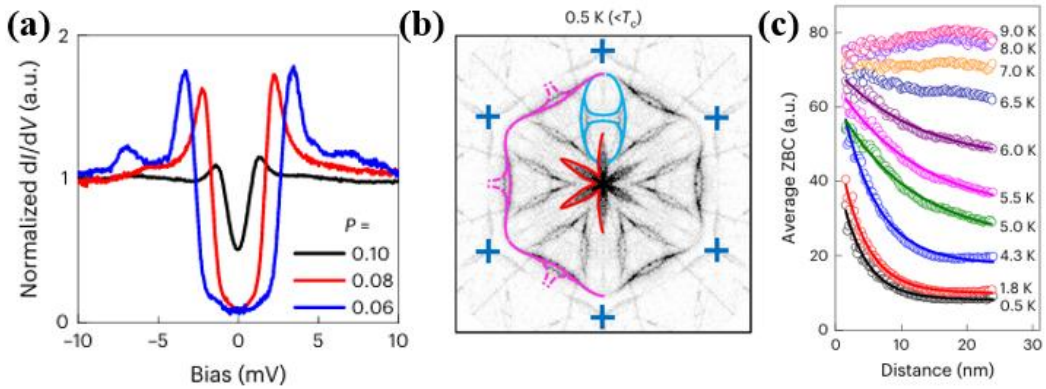 (a)
2
1
0
Normalized dI/dV (a.u.)
P =
0.10
0.08
0.06
−10
−5
0
5
10
Bias (mV)
(b)
0.5 K (<Tc)
(c)
80
60
40
20
0
Average ZBC (a.u.)
9.0 K
8.0 K
7.0 K
6.5 K
6.0 K
5.5 K
5.0 K
4.3 K
1.8 K
0.5 K
0
10
20
30
Distance (nm)